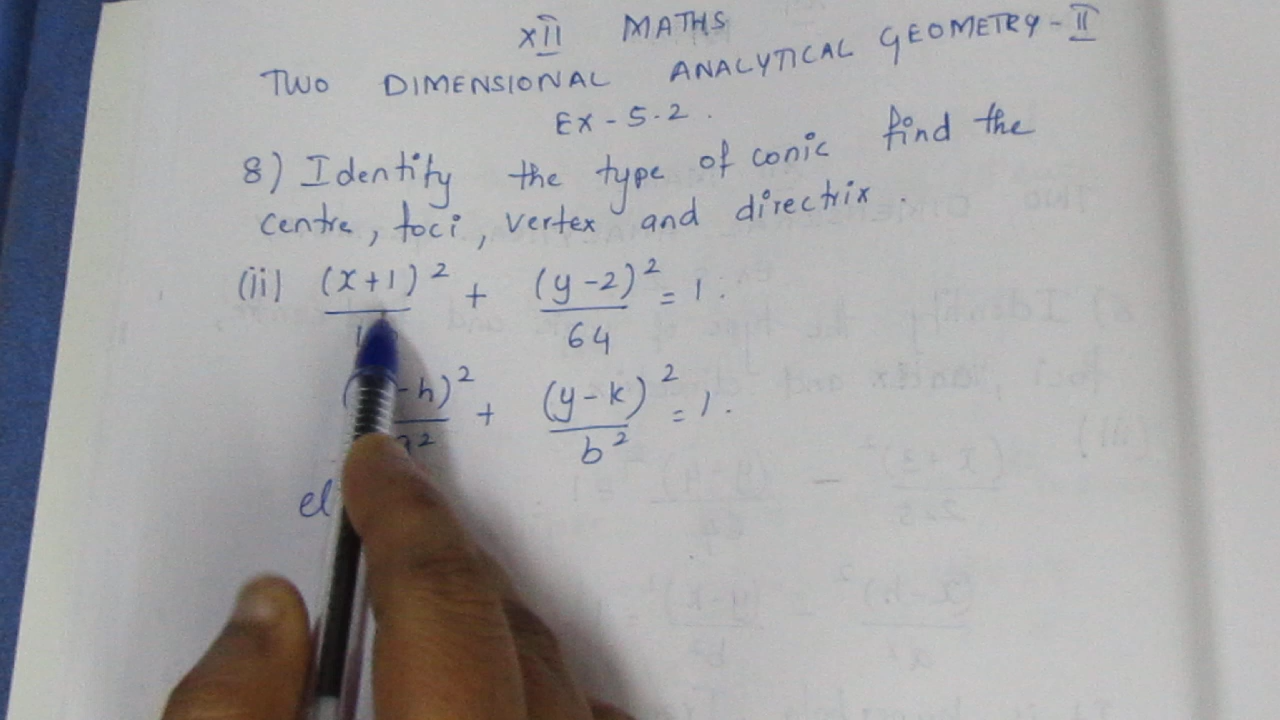 XII MATHS
TWO DIMENSIONAL ANALYTICAL GEOMETRY - II
EX - 5.2.
8) Identify the type of conic find the
centre, foci, vertex and directrix.
(ii) (x+1)² + (y-2)²/64 = 1.
-h)² + (y-k)²/b² = 1.
el